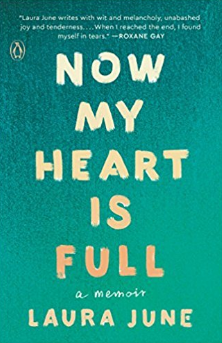 "Laura June writes with wit and melancholy, unabashed
joy and tenderness. . . . When I reached the end, I found
myself in tears." —ROXANE GAY
NOW
MY
HEART
IS
FULL
a memoir
LAURA JUNE